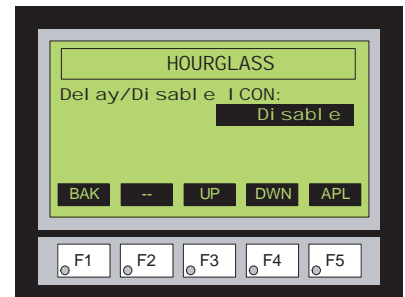 HOURGLASS
Delay/Disable ICON:
Disable
BAK -- UP DWN APL
F1 F2 F3 F4 F5